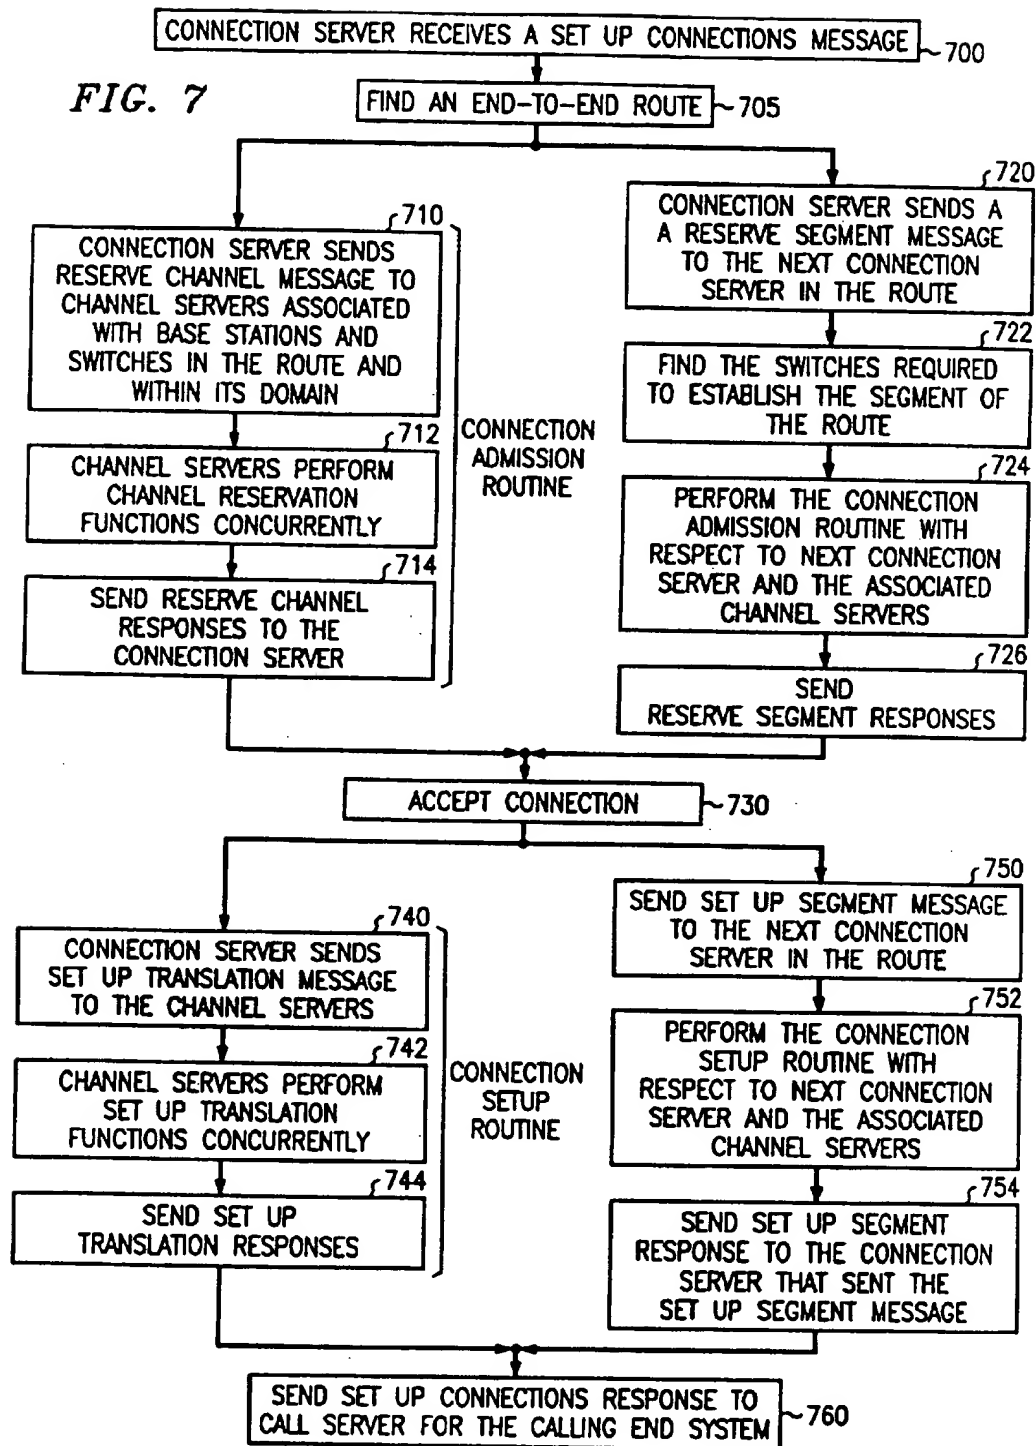 CONNECTION SERVER RECEIVES A SET UP CONNECTIONS MESSAGE
700
FIG. 7
FIND AN END-TO-END ROUTE
705
710
CONNECTION SERVER SENDS
RESERVE CHANNEL MESSAGE TO
CHANNEL SERVERS ASSOCIATED
WITH BASE STATIONS AND
SWITCHES IN THE ROUTE AND
WITHIN ITS DOMAIN
712
CHANNEL SERVERS PERFORM
CHANNEL RESERVATION
FUNCTIONS CONCURRENTLY
714
SEND RESERVE CHANNEL
RESPONSES TO THE
CONNECTION SERVER
CONNECTION
ADMISSION
ROUTINE
720
CONNECTION SERVER SENDS A
A RESERVE SEGMENT MESSAGE
TO THE NEXT CONNECTION
SERVER IN THE ROUTE
722
FIND THE SWITCHES REQUIRED
TO ESTABLISH THE SEGMENT OF
THE ROUTE
724
PERFORM THE CONNECTION
ADMISSION ROUTINE WITH
RESPECT TO NEXT CONNECTION
SERVER AND THE ASSOCIATED
CHANNEL SERVERS
726
SEND
RESERVE SEGMENT RESPONSES
ACCEPT CONNECTION
730
740
CONNECTION SERVER SENDS
SET UP TRANSLATION MESSAGE
TO THE CHANNEL SERVERS
742
CHANNEL SERVERS PERFORM
SET UP TRANSLATION
FUNCTIONS CONCURRENTLY
744
SEND SET UP
TRANSLATION RESPONSES
CONNECTION
SETUP
ROUTINE
750
SEND SET UP SEGMENT MESSAGE
TO THE NEXT CONNECTION
SERVER IN THE ROUTE
752
PERFORM THE CONNECTION
SETUP ROUTINE WITH
RESPECT TO NEXT CONNECTION
SERVER AND THE ASSOCIATED
CHANNEL SERVERS
754
SEND SET UP SEGMENT
RESPONSE TO THE CONNECTION
SERVER THAT SENT THE
SET UP SEGMENT MESSAGE
SEND SET UP CONNECTIONS RESPONSE TO
CALL SERVER FOR THE CALLING END SYSTEM
760